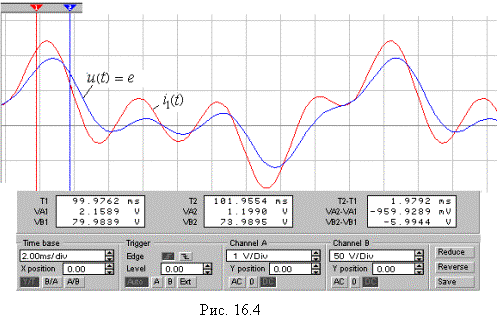 1 2
u(t) = e
i₁(t)
T1 99.9762 ms T2 101.9554 ms T2-T1 1.9792 ms
VA1 2.1589 V VA2 1.1990 V VA2-VA1 -959.9289 mV
VB1 79.9839 V VB2 73.9895 V VB2-VB1 -5.9944 V
Time base Trigger Channel A Channel B
2.00ms/div Edge 1 V/Div 50 V/Div Reduce
X position 0.00 Level 0.00 Y position 0.00 Y position 0.00 Reverse
Y/T B/A A/B Auto A B Ext AC 0 DC AC 0 DC Save
Рис. 16.4